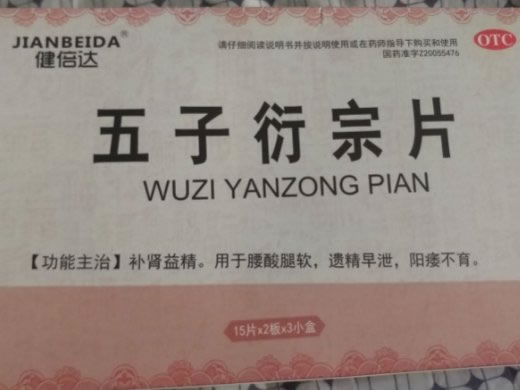 JIANBEIDA®
健倍达
请仔细阅读说明书并按说明使用或在药师指导下购买和使用
国药准字Z20055476
OTC
五子衍宗片
WUZI YANZONG PIAN
【功能主治】补肾益精。用于腰酸腿软，遗精早泄，阳痿不育。
15片x2板x3小盒